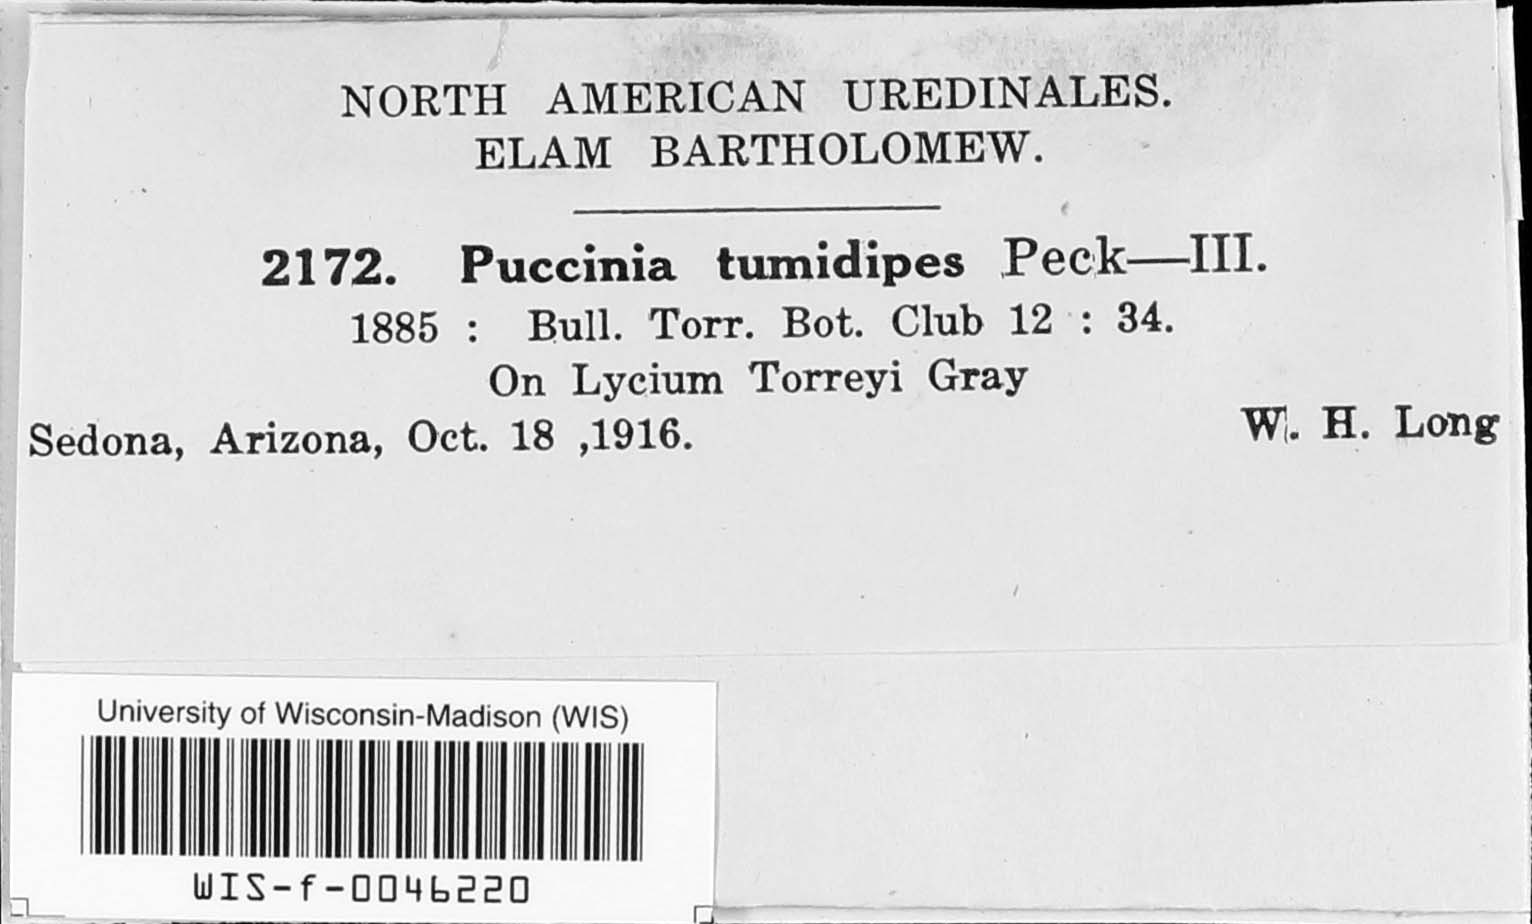 NORTH AMERICAN UREDINALES.
ELAM BARTHOLOMEW.
2172. Puccinia tumidipes Peck—III.
1885 : Bull. Torr. Bot. Club 12 : 34.
On Lycium Torreyi Gray
Sedona, Arizona, Oct. 18 ,1916.
W. H. Long
University of Wisconsin-Madison (WIS)
WIS-f-0046220